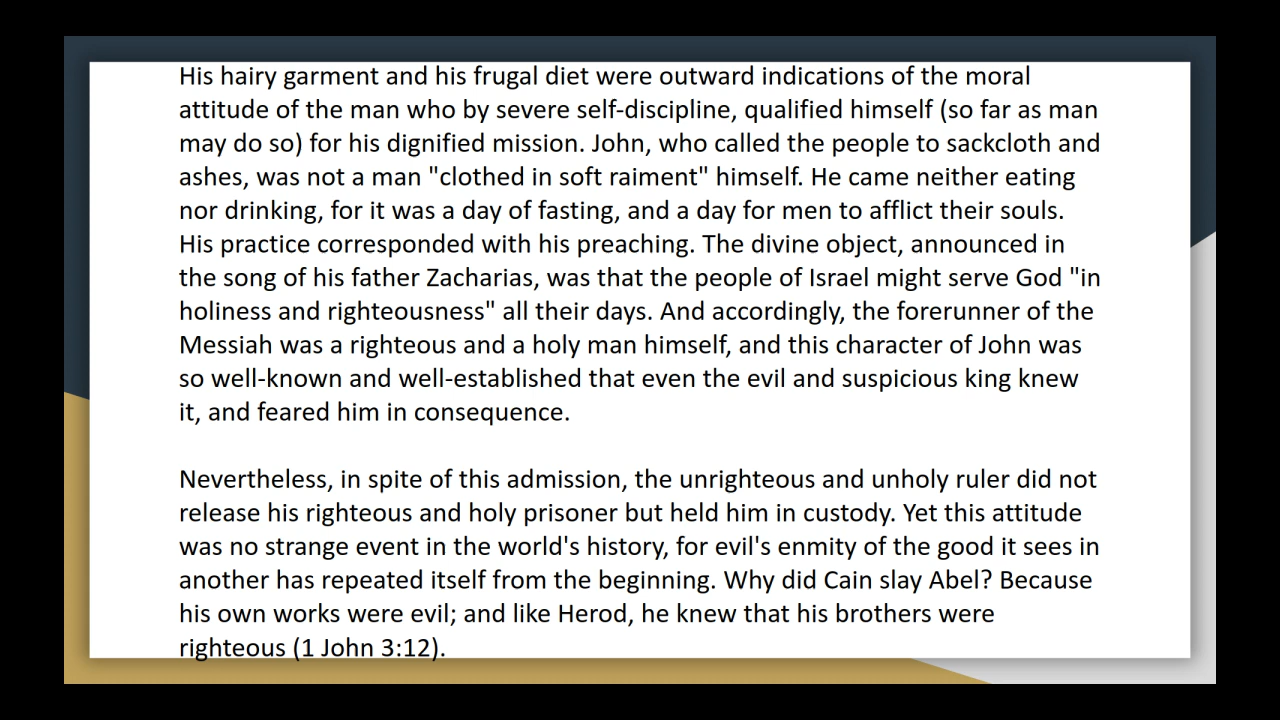 His hairy garment and his frugal diet were outward indications of the moral
attitude of the man who by severe self-discipline, qualified himself (so far as man
may do so) for his dignified mission. John, who called the people to sackcloth and
ashes, was not a man "clothed in soft raiment" himself. He came neither eating
nor drinking, for it was a day of fasting, and a day for men to afflict their souls.
His practice corresponded with his preaching. The divine object, announced in
the song of his father Zacharias, was that the people of Israel might serve God "in
holiness and righteousness" all their days. And accordingly, the forerunner of the
Messiah was a righteous and a holy man himself, and this character of John was
so well-known and well-established that even the evil and suspicious king knew
it, and feared him in consequence.
Nevertheless, in spite of this admission, the unrighteous and unholy ruler did not
release his righteous and holy prisoner but held him in custody. Yet this attitude
was no strange event in the world's history, for evil's enmity of the good it sees in
another has repeated itself from the beginning. Why did Cain slay Abel? Because
his own works were evil; and like Herod, he knew that his brothers were
righteous (1 John 3:12).